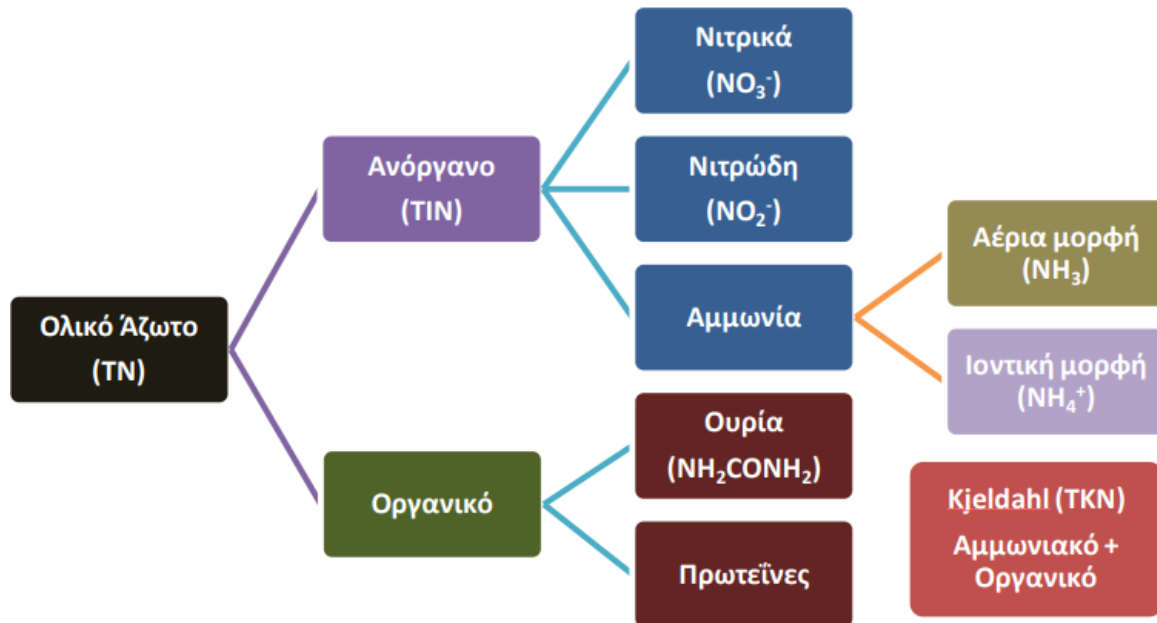 Νιτρικά
(NO₃⁻)
Ανόργανο
(TIN)
Νιτρώδη
(NO₂⁻)
Αέρια μορφή
(NH₃)
Ολικό Άζωτο
(TN)
Αμμωνία
Ιοντική μορφή
(NH₄⁺)
Ουρία
(NH₂CONH₂)
Οργανικό
Kjeldahl (TKN)
Αμμωνιακό +
Οργανικό
Πρωτεΐνες